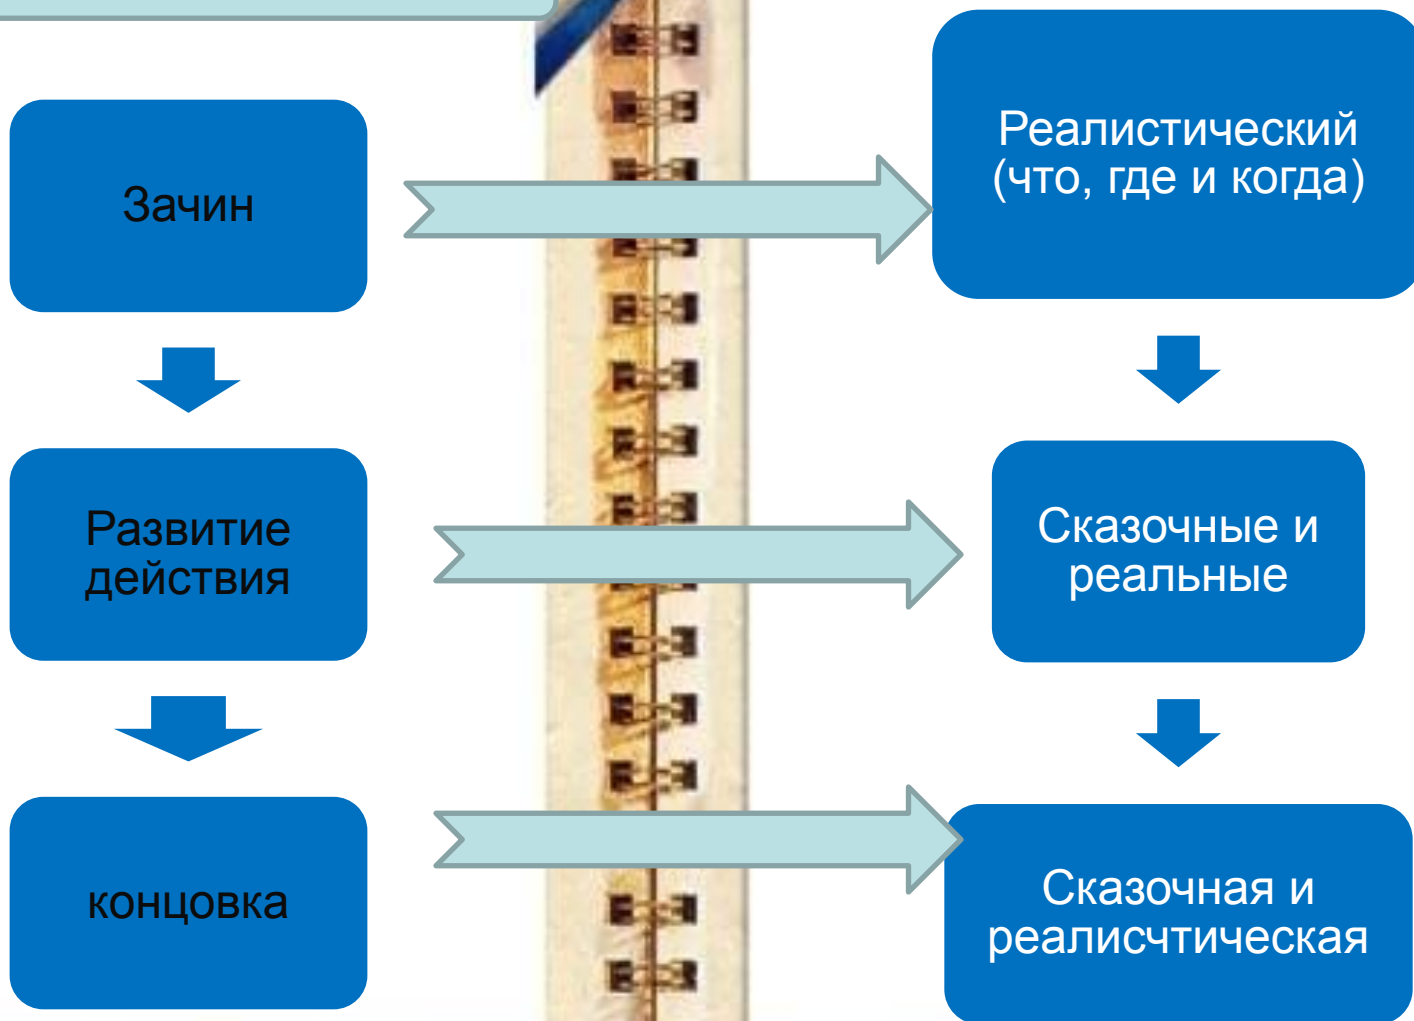 Зачин
Реалистический
(что, где и когда)
Развитие
действия
Сказочные и
реальные
концовка
Сказочная и
реалисчтическая